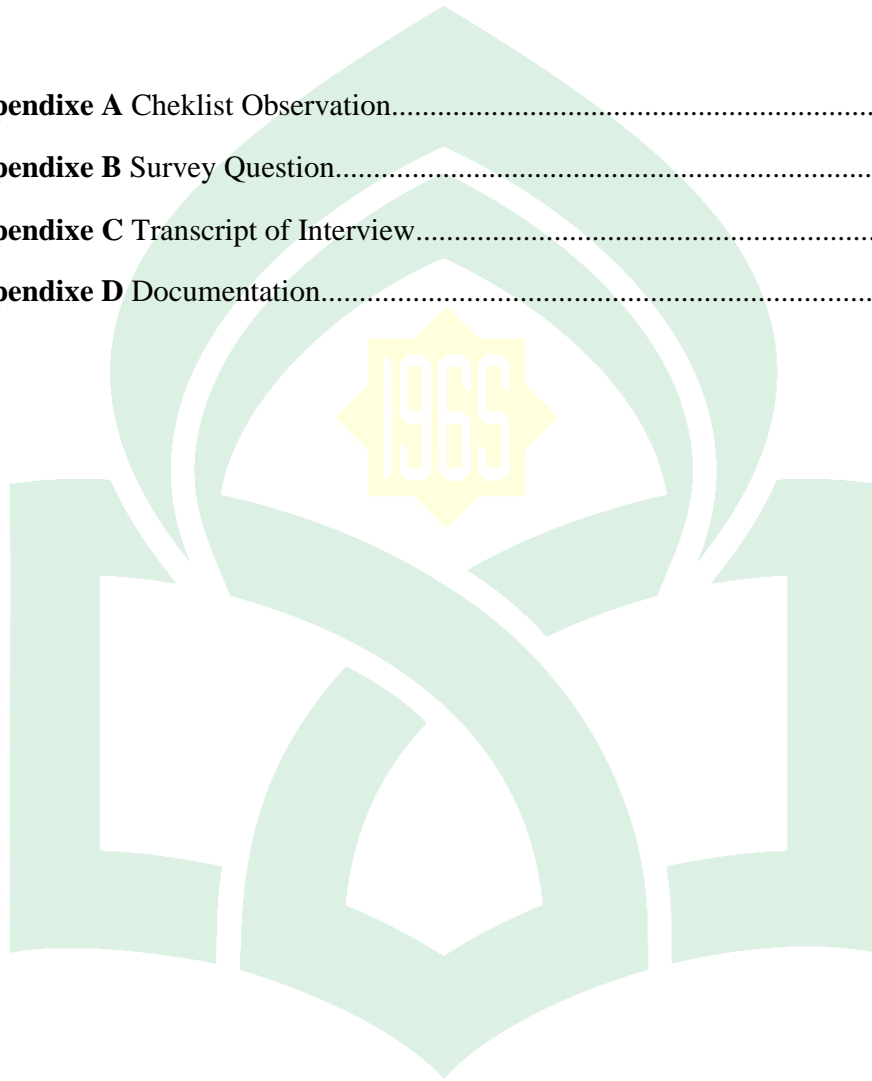 pendixe A Cheklist Observation................................................................
pendixe B Survey Question.......................................................................
pendixe C Transcript of Interview............................................................
pendixe D Documentation.........................................................................
1965